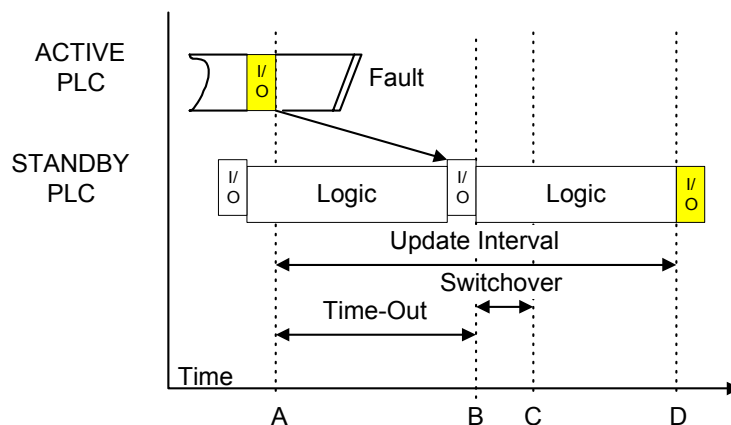 ACTIVE
PLC
I/
O
Fault
STANDBY
PLC
I/
O
Logic
I/
O
Logic
I/
O
Update Interval
Switchover
Time-Out
Time
A
B
C
D